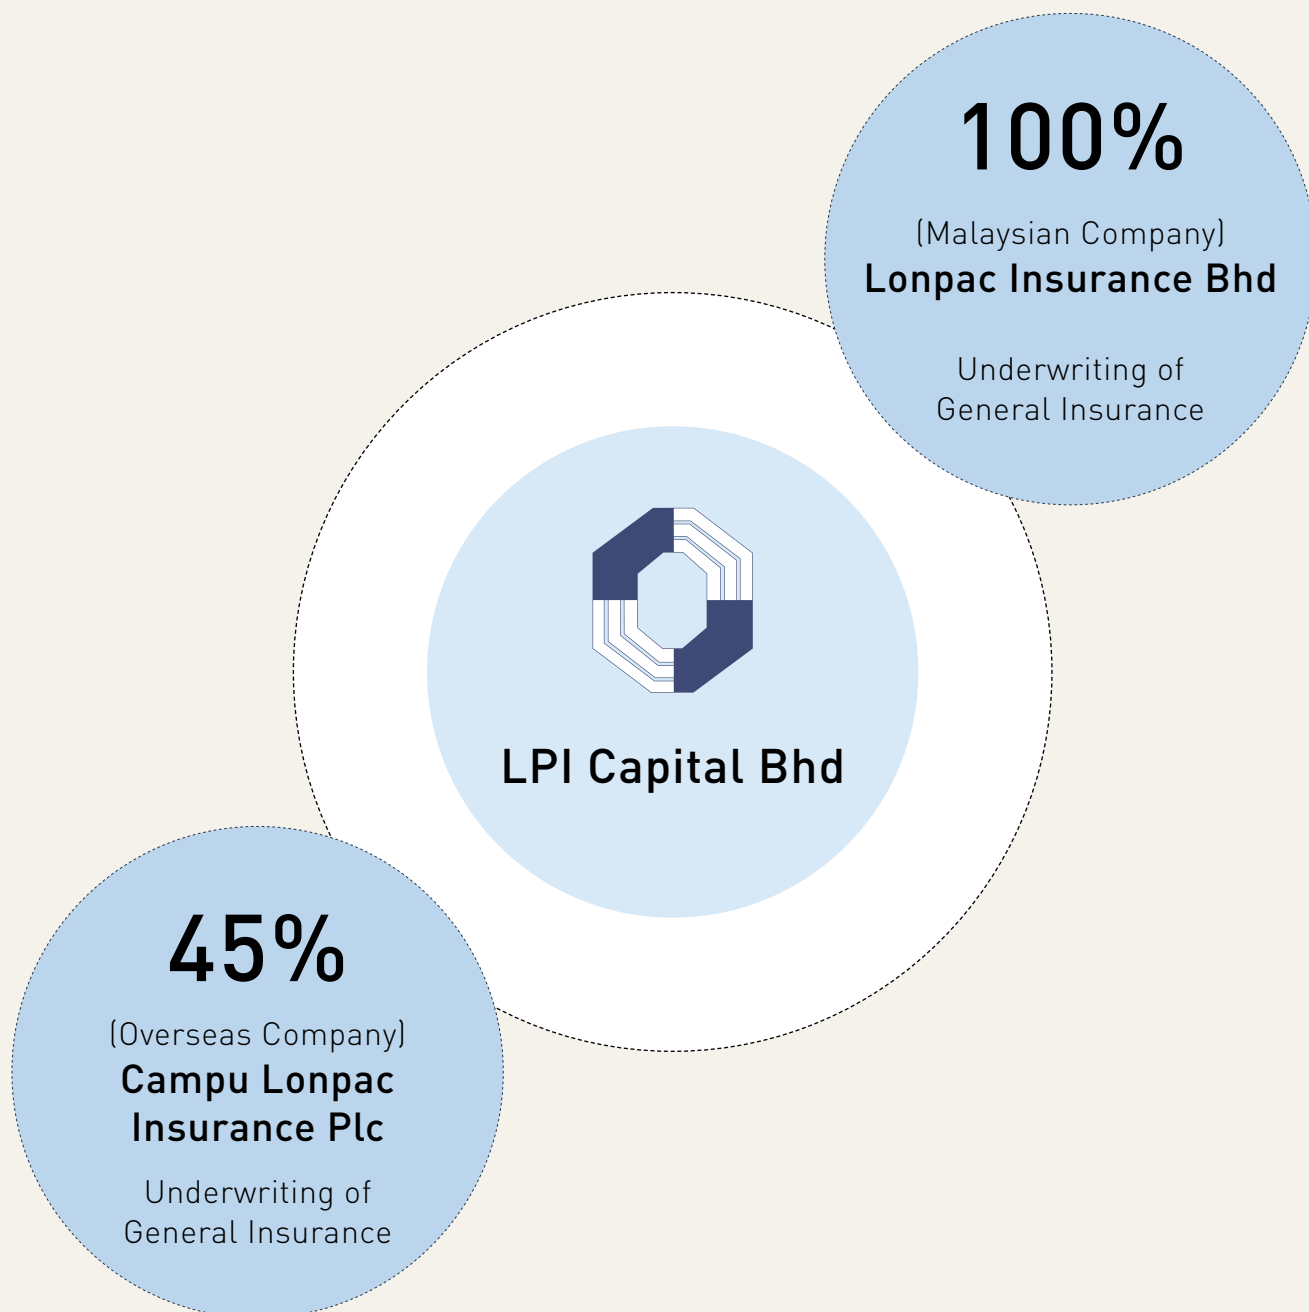 100%
(Malaysian Company)
Lonpac Insurance Bhd
Underwriting of
General Insurance
LPI Capital Bhd
45%
(Overseas Company)
Campu Lonpac
Insurance Plc
Underwriting of
General Insurance